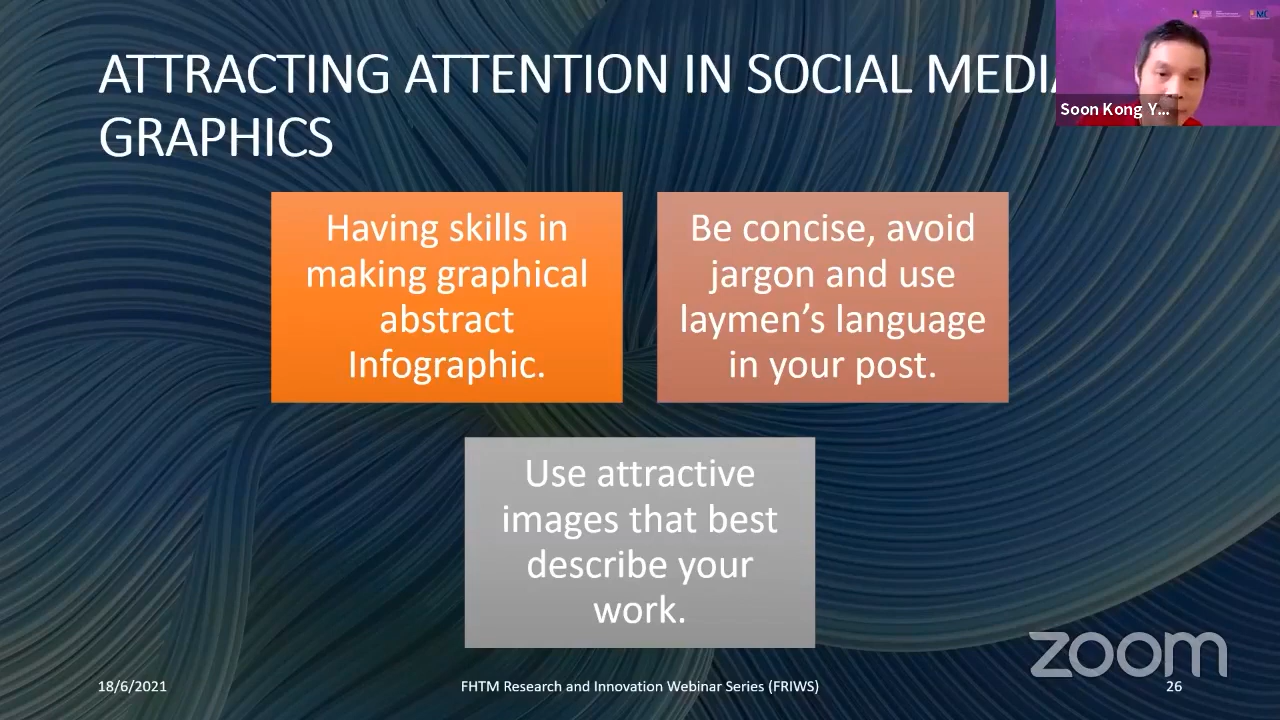 ATTRACTING ATTENTION IN SOCIAL MEDIA
GRAPHICS
Soon Kong Y...
Having skills in
making graphical
abstract
Infographic.
Be concise, avoid
jargon and use
laymen’s language
in your post.
Use attractive
images that best
describe your
work.
zoom
18/6/2021
FHTM Research and Innovation Webinar Series (FRIWS)
26